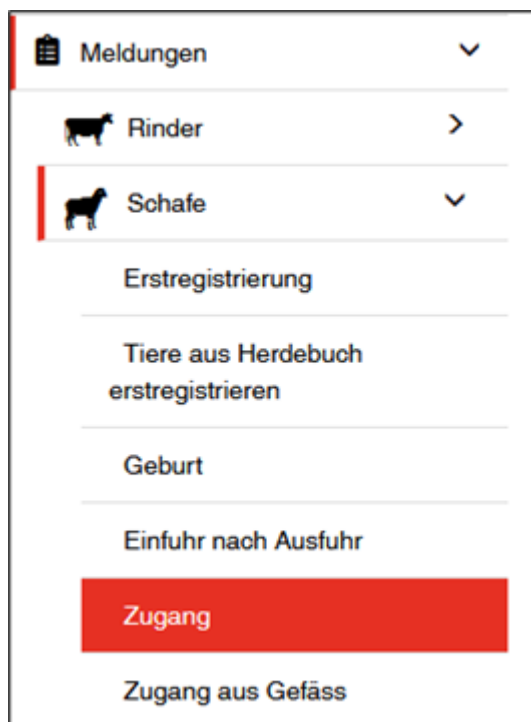 Meldungen
Rinder
Schafe
Erstregistrierung
Tiere aus Herdebuch
erstregistrieren
Geburt
Einfuhr nach Ausfuhr
Zugang
Zugang aus Gefäss